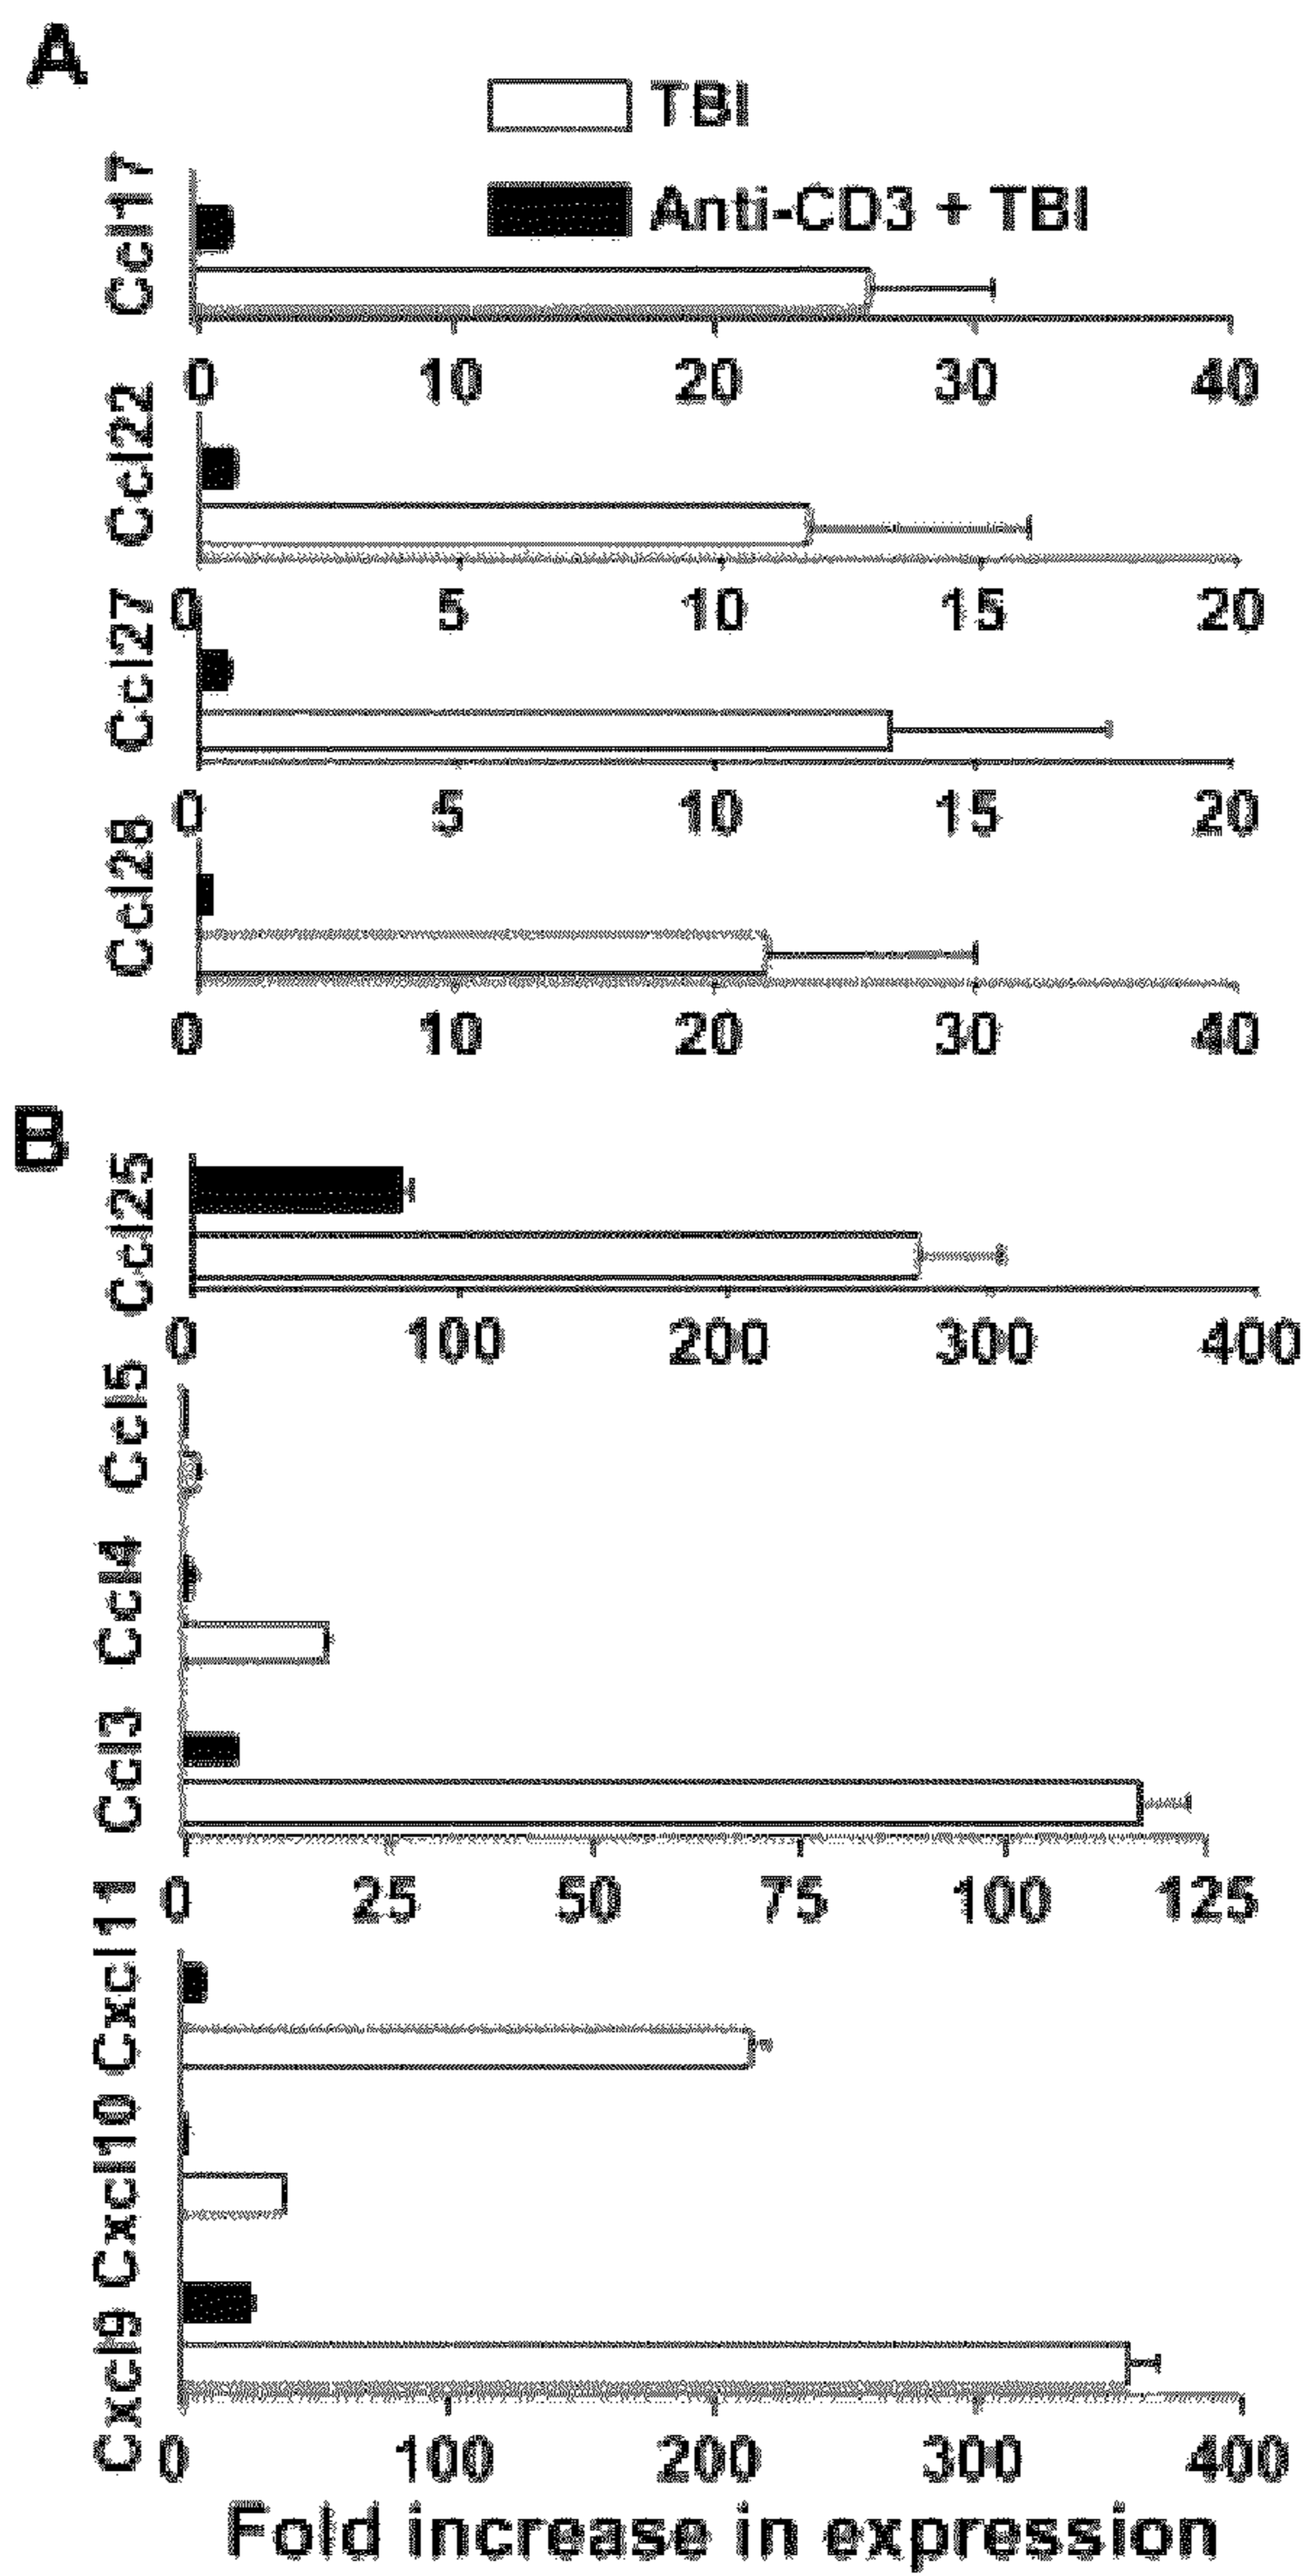 A
TBI
Anti-CD3 + TBI
Ccl17
0 10 20 30 40
Ccl22
0 5 10 15 20
Ccl27
0 5 10 15 20
Ccl28
0 10 20 30 40
B
Ccl25
0 100 200 300 400
Ccl5
Ccl4
Ccl3
0 25 50 75 100 125
Cxcl11
Cxcl10
Cxcl9
0 100 200 300 400
Fold increase in expression